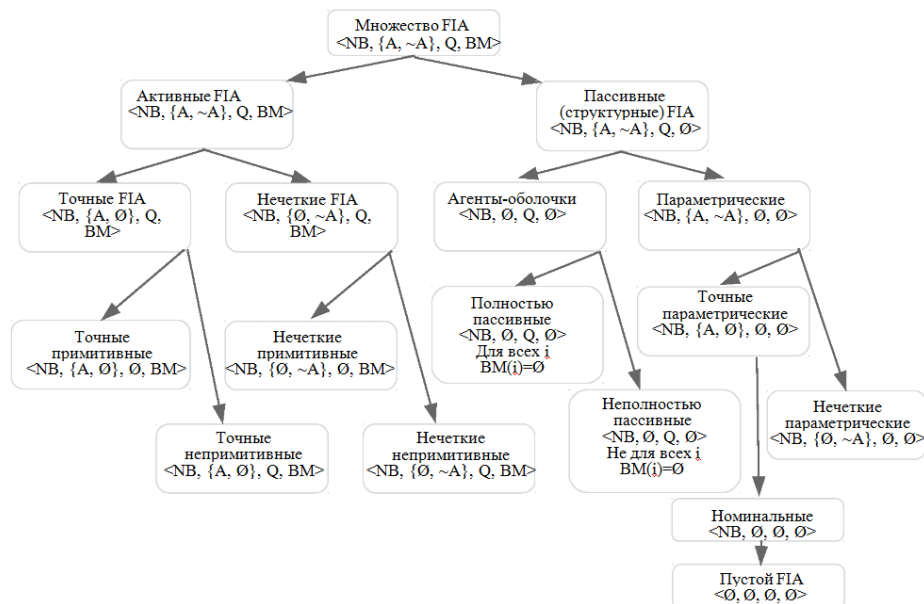 Множество FIA
<NB, {A, ~A}, Q, BM>
Активные FIA
<NB, {A, ~A}, Q, BM>
Пассивные
(структурные) FIA
<NB, {A, ~A}, Q, Ø>
Точные FIA
<NB, {A, Ø}, Q,
BM>
Нечеткие FIA
<NB, {Ø, ~A}, Q,
BM>
Агенты-оболочки
<NB, Ø, Q, Ø>
Параметрические
<NB, {A, ~A}, Ø, Ø>
Точные
примитивные
<NB, {A, Ø}, Ø, BM>
Нечеткие
примитивные
<NB, {Ø, ~A}, Ø, BM>
Полностью
пассивные
<NB, Ø, Q, Ø>
Для всех i
BM(i)=Ø
Точные
параметрические
<NB, {A, Ø}, Ø, Ø>
Точные
непримитивные
<NB, {A, Ø}, Q, BM>
Нечеткие
непримитивные
<NB, {Ø, ~A}, Q, BM>
Неполностью
пассивные
<NB, Ø, Q, Ø>
Не для всех i
BM(i)=Ø
Нечеткие
параметрические
<NB, {Ø, ~A}, Ø, Ø>
Номинальные
<NB, Ø, Ø, Ø>
Пустой FIA
<Ø, Ø, Ø, Ø>